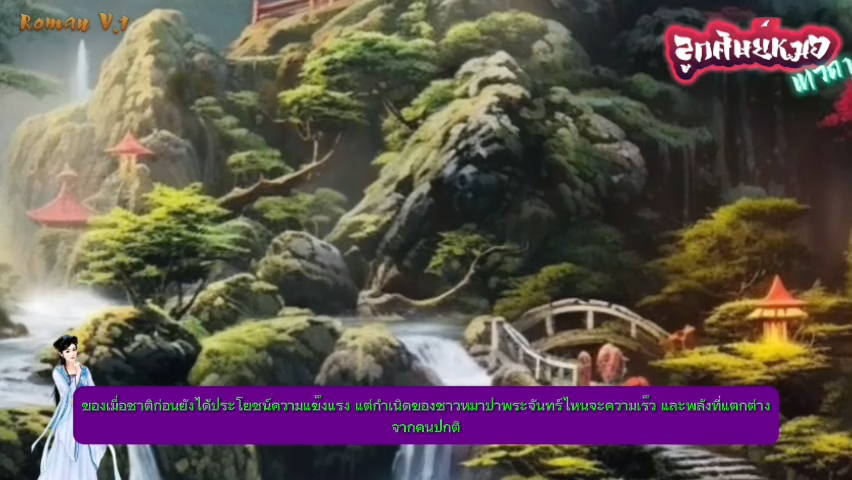 Roman V.1
ลูกศิษย์หมอ
ของเมื่อชาติก่อนยังได้ประโยชน์ความแข็งแรง แต่กำเนิดของชาวหมาป่าพระจันทร์ไหนจะความเร็ว และพลังที่แตกต่าง
จากคนปกติ